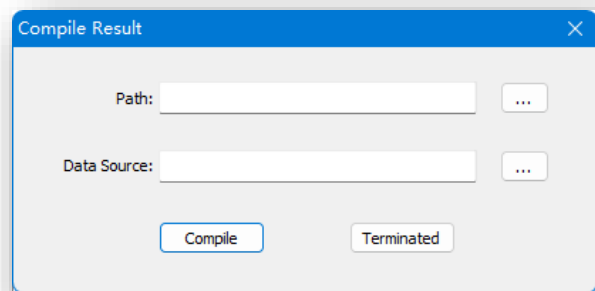 Compile Result
Path: ...
Data Source: ...
Compile Terminated